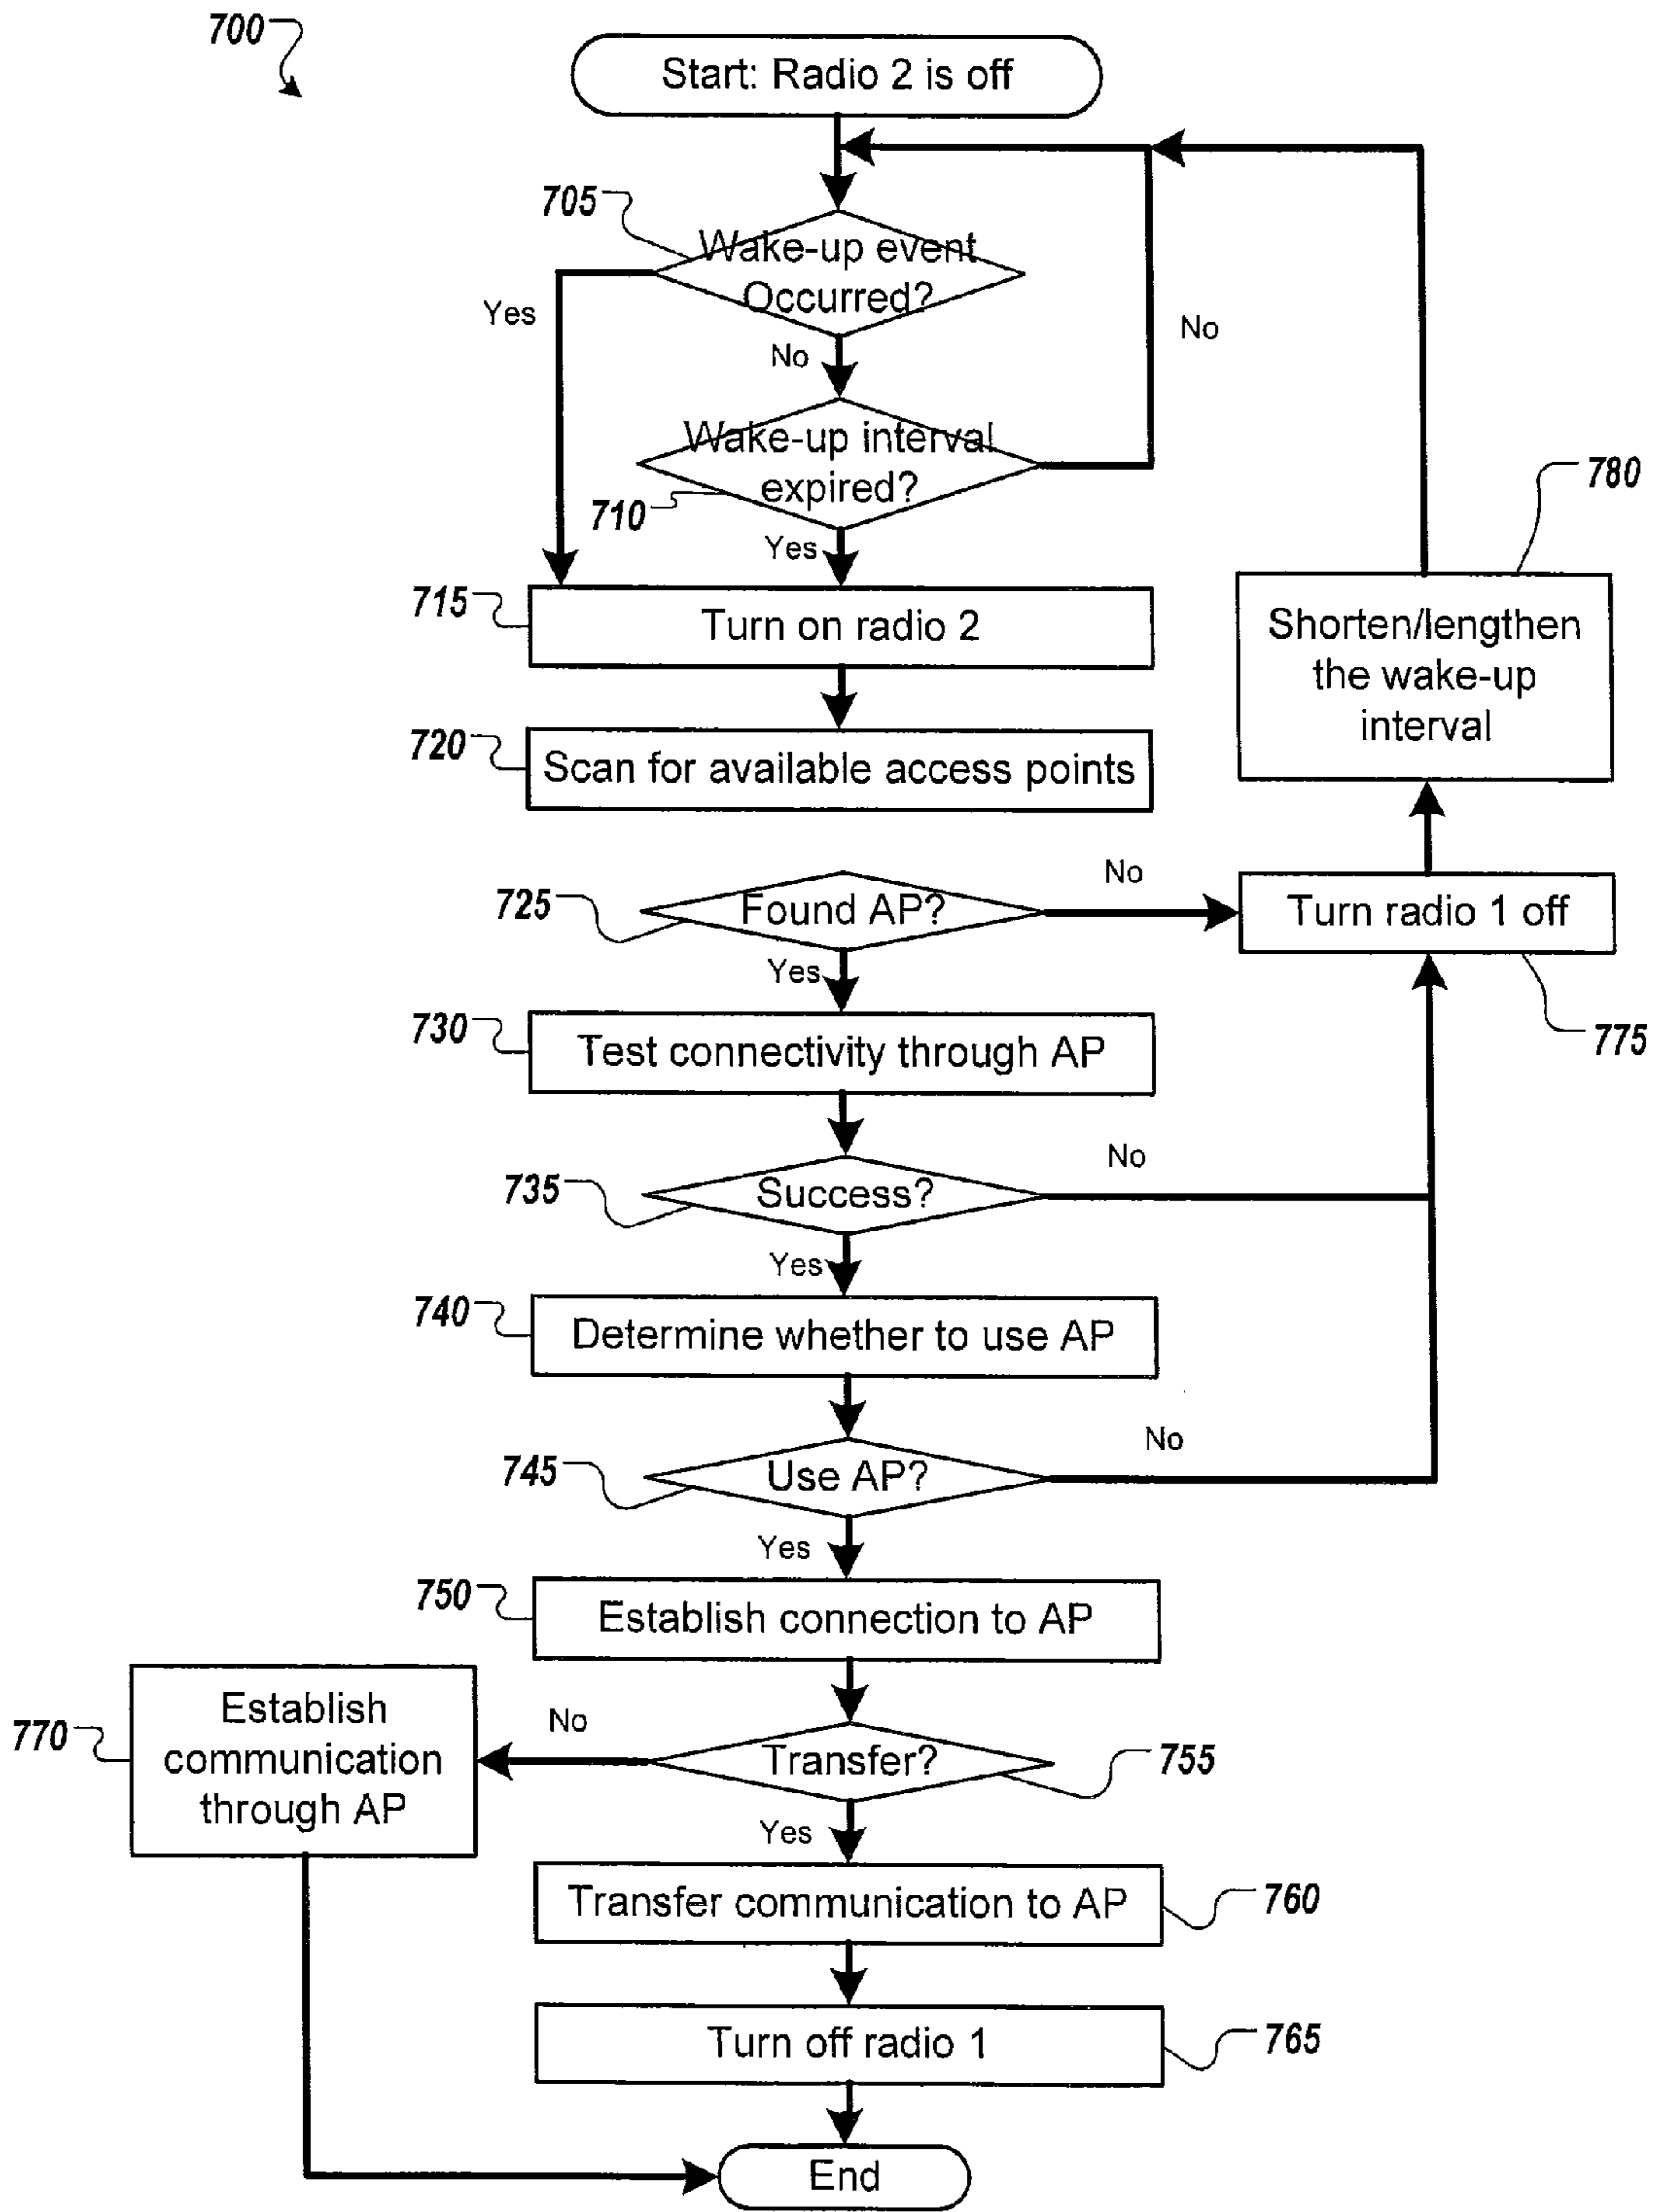 700
Start: Radio 2 is off
705
Wake-up event
Occurred?
Yes
No
No
Wake-up interval
expired?
710
Yes
780
Shorten/lengthen
the wake-up
interval
715
Turn on radio 2
720
Scan for available access points
725
Found AP?
No
Turn radio 1 off
775
Yes
730
Test connectivity through AP
735
Success?
No
Yes
740
Determine whether to use AP
745
Use AP?
No
Yes
750
Establish connection to AP
770
Establish
communication
through AP
No
Transfer?
755
Yes
Transfer communication to AP
760
Turn off radio 1
765
End